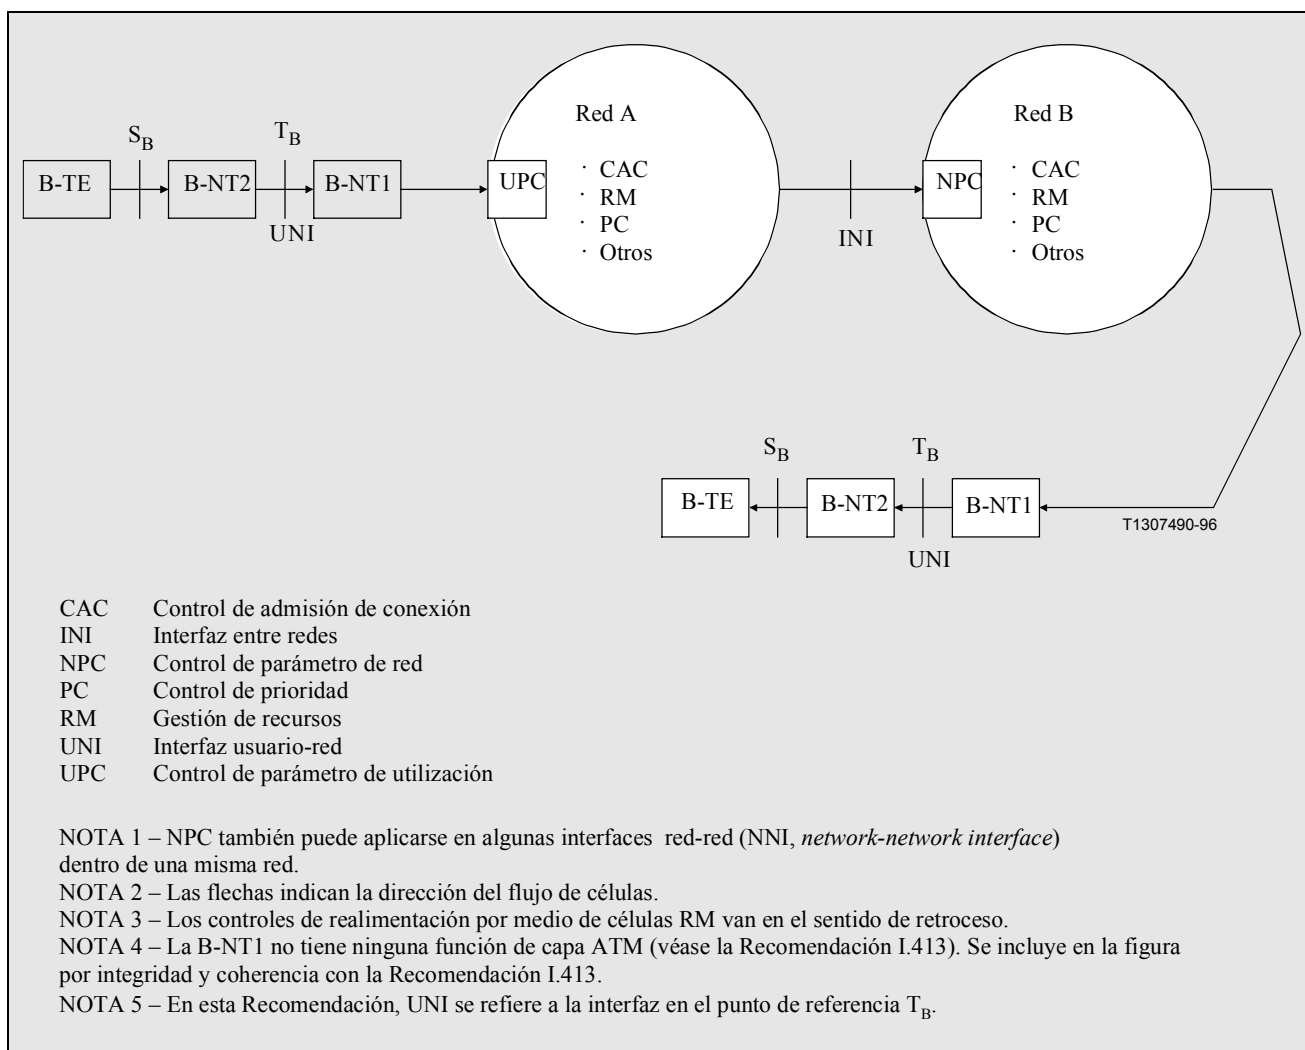 Red A
Red B
S_B
T_B
B-TE
B-NT2
B-NT1
UPC
· CAC
· RM
· PC
· Otros
NPC
· CAC
· RM
· PC
· Otros
UNI
INI
S_B
T_B
B-TE
B-NT2
B-NT1
T1307490-96
UNI
CAC Control de admisión de conexión
INI Interfaz entre redes
NPC Control de parámetro de red
PC Control de prioridad
RM Gestión de recursos
UNI Interfaz usuario-red
UPC Control de parámetro de utilización
NOTA 1 – NPC también puede aplicarse en algunas interfaces red-red (NNI, network-network interface)
dentro de una misma red.
NOTA 2 – Las flechas indican la dirección del flujo de células.
NOTA 3 – Los controles de realimentación por medio de células RM van en el sentido de retroceso.
NOTA 4 – La B-NT1 no tiene ninguna función de capa ATM (véase la Recomendación I.413). Se incluye en la figura
por integridad y coherencia con la Recomendación I.413.
NOTA 5 – En esta Recomendación, UNI se refiere a la interfaz en el punto de referencia T_B.